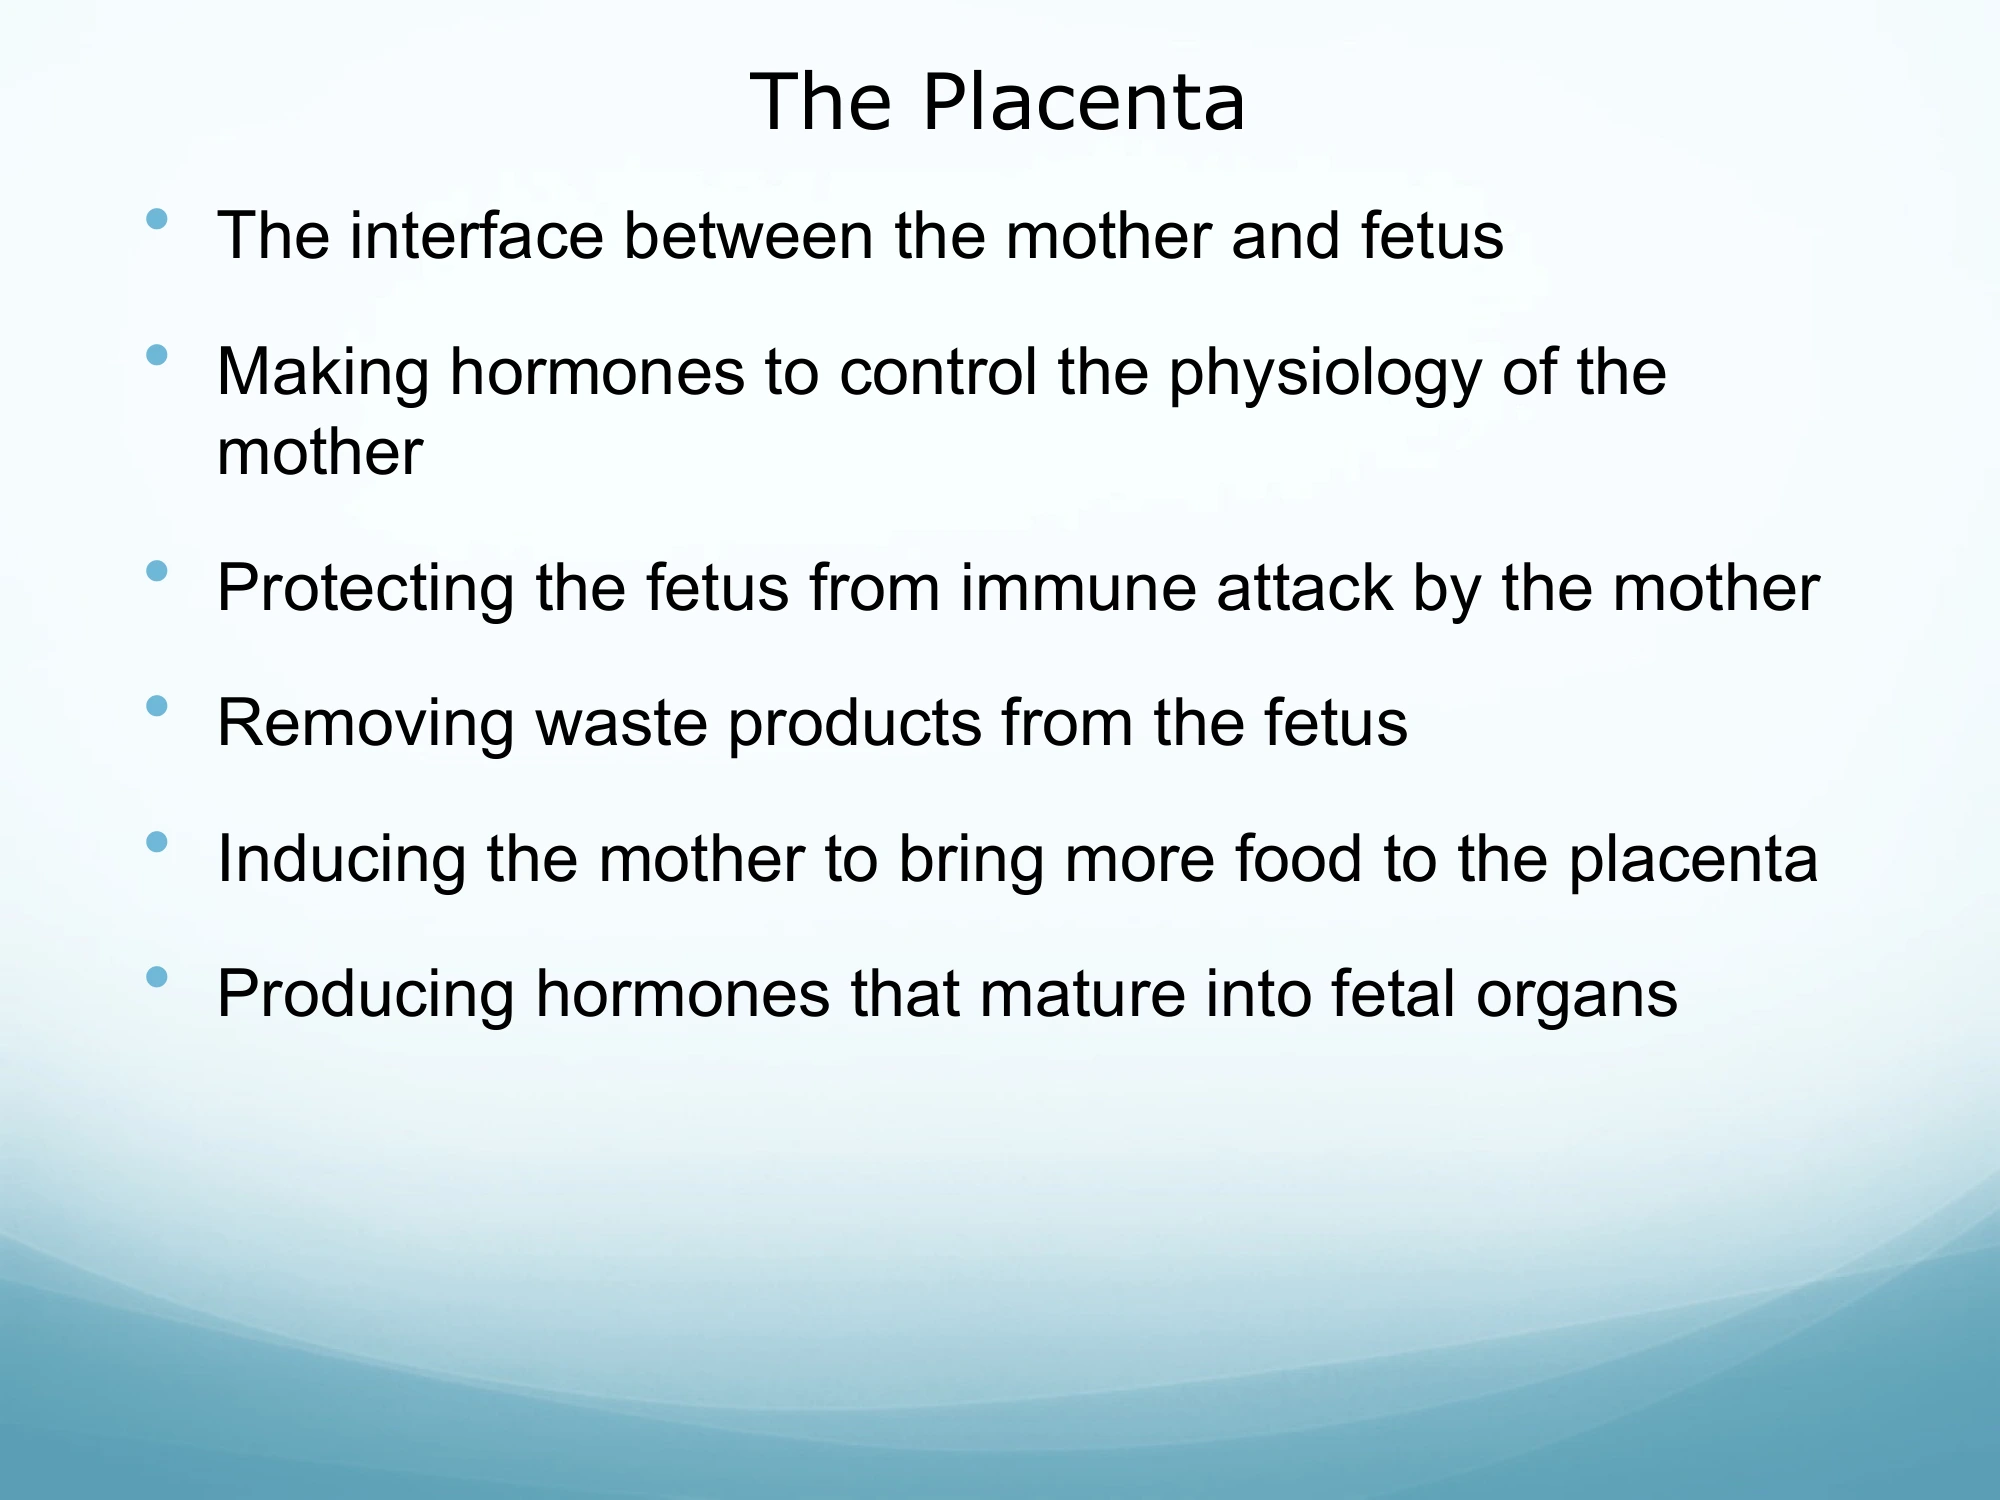 The Placenta
• The interface between the mother and fetus
• Making hormones to control the physiology of the
mother
• Protecting the fetus from immune attack by the mother
• Removing waste products from the fetus
• Inducing the mother to bring more food to the placenta
• Producing hormones that mature into fetal organs